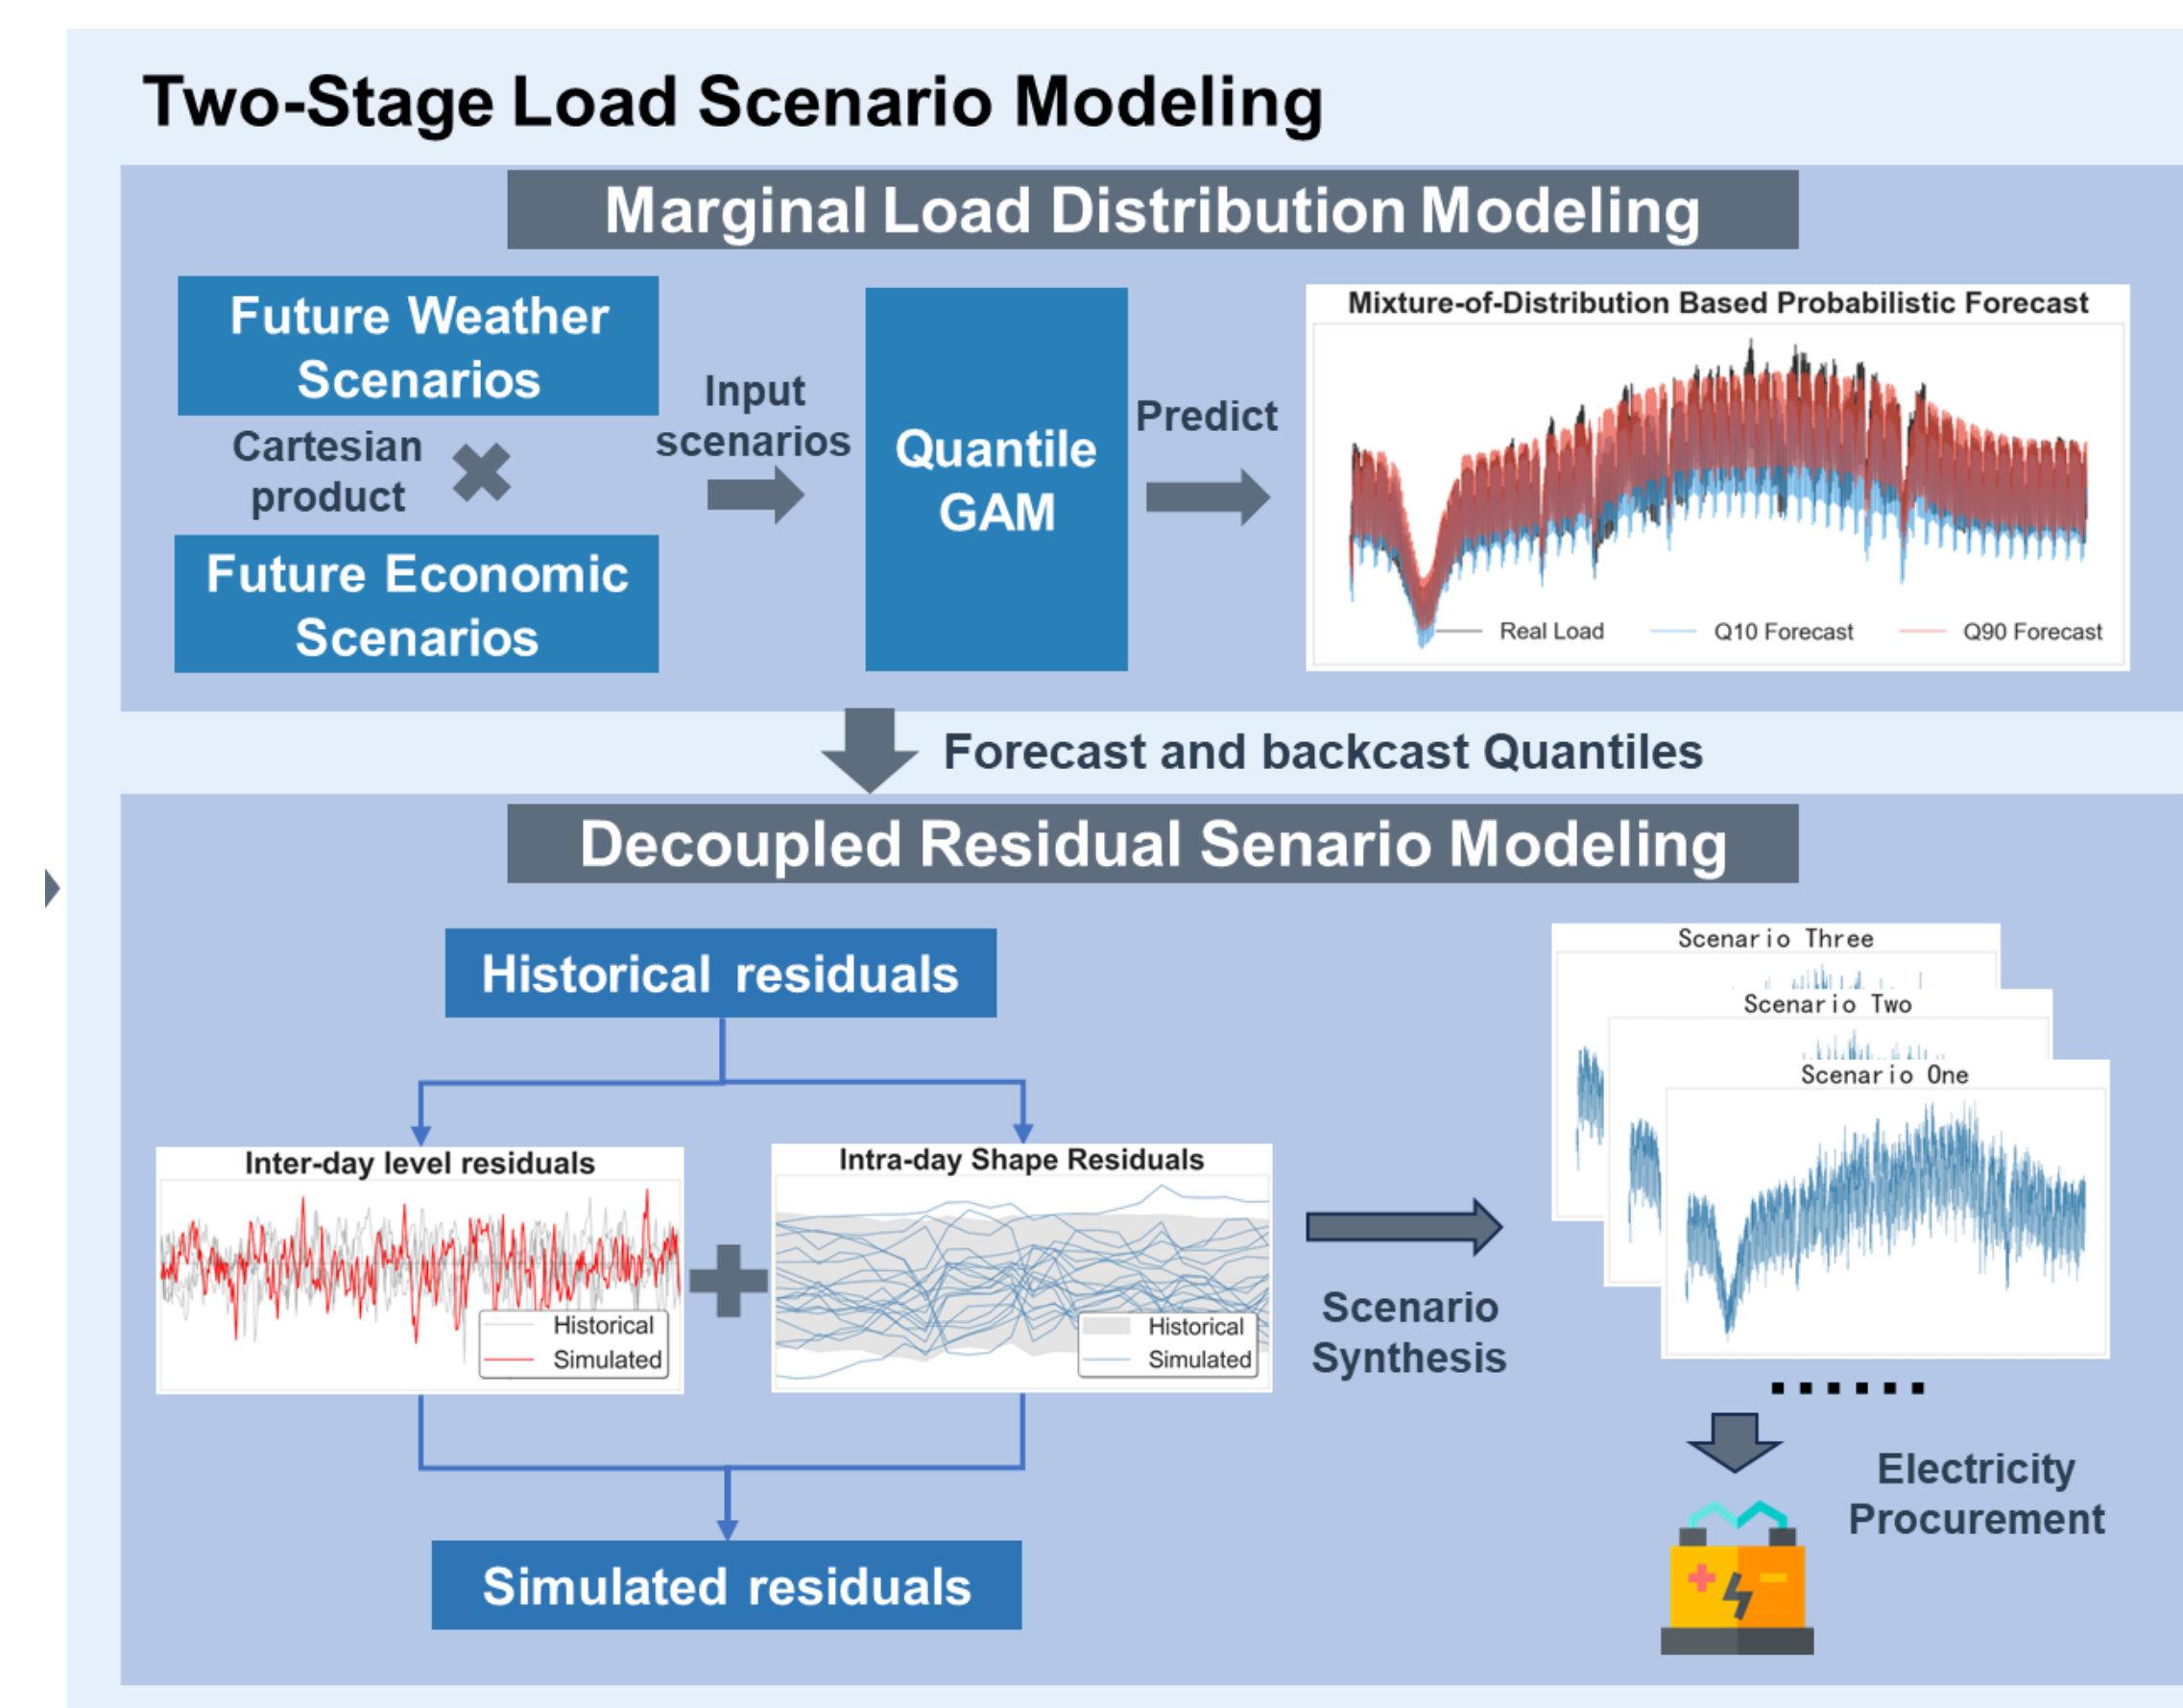 Two-Stage Load Scenario Modeling
Marginal Load Distribution Modeling
Future Weather
Scenarios
Cartesian
product
Future Economic
Scenarios
Input
scenarios
Quantile
GAM
Predict
Mixture-of-Distribution Based Probabilistic Forecast
Real Load
Q10 Forecast
Q90 Forecast
Forecast and backcast Quantiles
Decoupled Residual Senario Modeling
Historical residuals
Inter-day level residuals
Historical
Simulated
Intra-day Shape Residuals
Historical
Simulated
Simulated residuals
Scenario
Synthesis
Scenario Three
Scenario Two
Scenario One
......
Electricity
Procurement